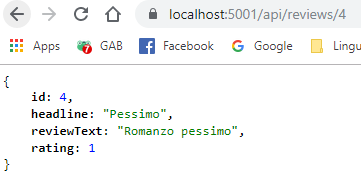 localhost:5001/api/reviews/4
Apps
7
GAB
Facebook
Google
Lingu
{
id: 4,
headline: "Pessimo",
reviewText: "Romanzo pessimo",
rating: 1
}